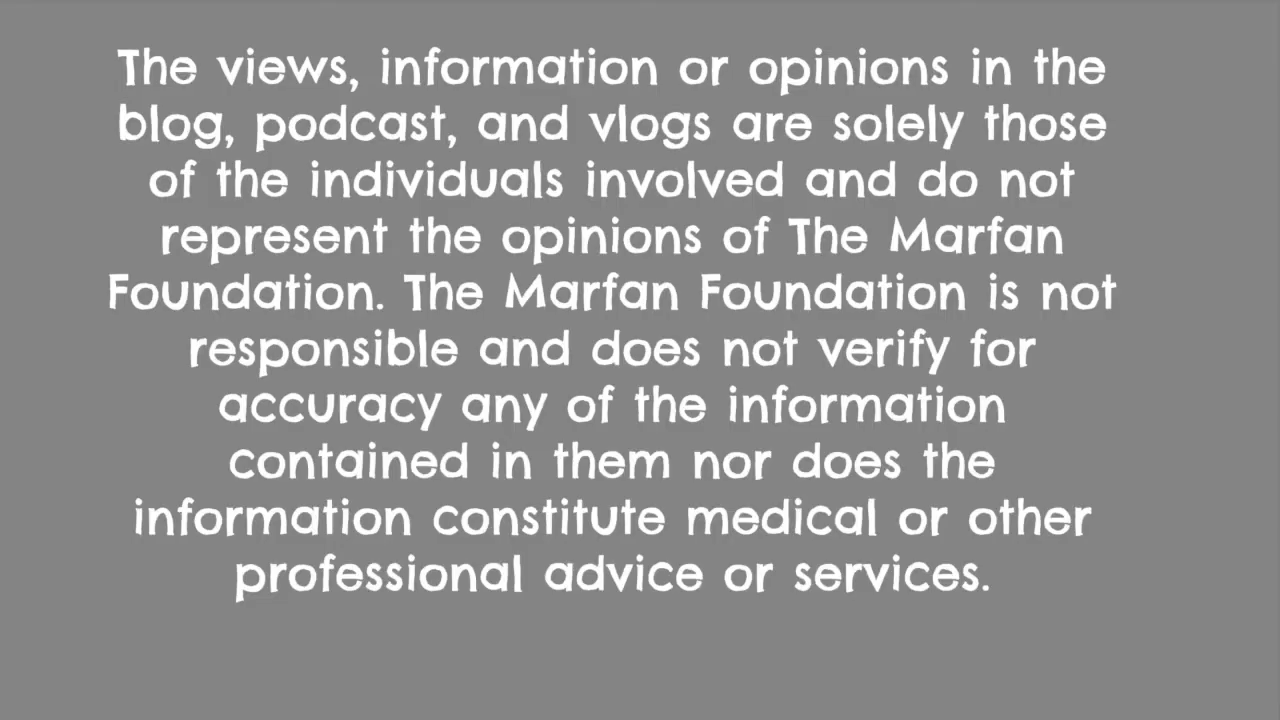 The views, information or opinions in the
blog, podcast, and vlogs are solely those
of the individuals involved and do not
represent the opinions of The Marfan
Foundation. The Marfan Foundation is not
responsible and does not verify for
accuracy any of the information
contained in them nor does the
information constitute medical or other
professional advice or services.